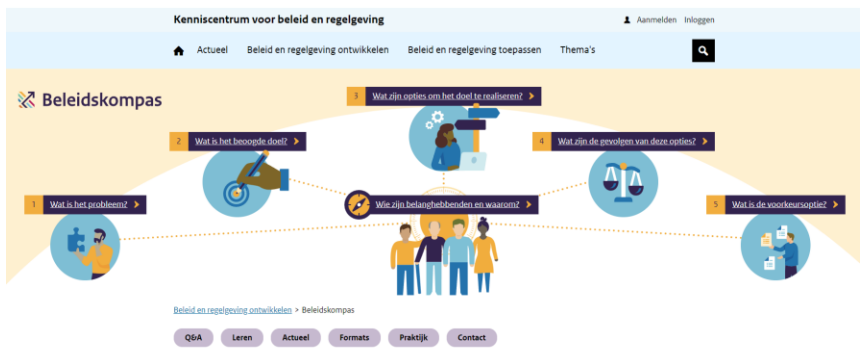 Kenniscentrum voor beleid en regelgeving
Aanmelden Inloggen
Actueel Beleid en regelgeving ontwikkelen Beleid en regelgeving toepassen Thema's
Beleidskompas
3 Wat zijn opties om het doel te realiseren?
2 Wat is het beoogde doel?
4 Wat zijn de gevolgen van deze opties?
1 Wat is het probleem?
Wie zijn belanghebbenden en waarom?
5 Wat is de voorkeursoptie?
Beleid en regelgeving ontwikkelen > Beleidskompas
Q&A Leren Actueel Formats Praktijk Contact